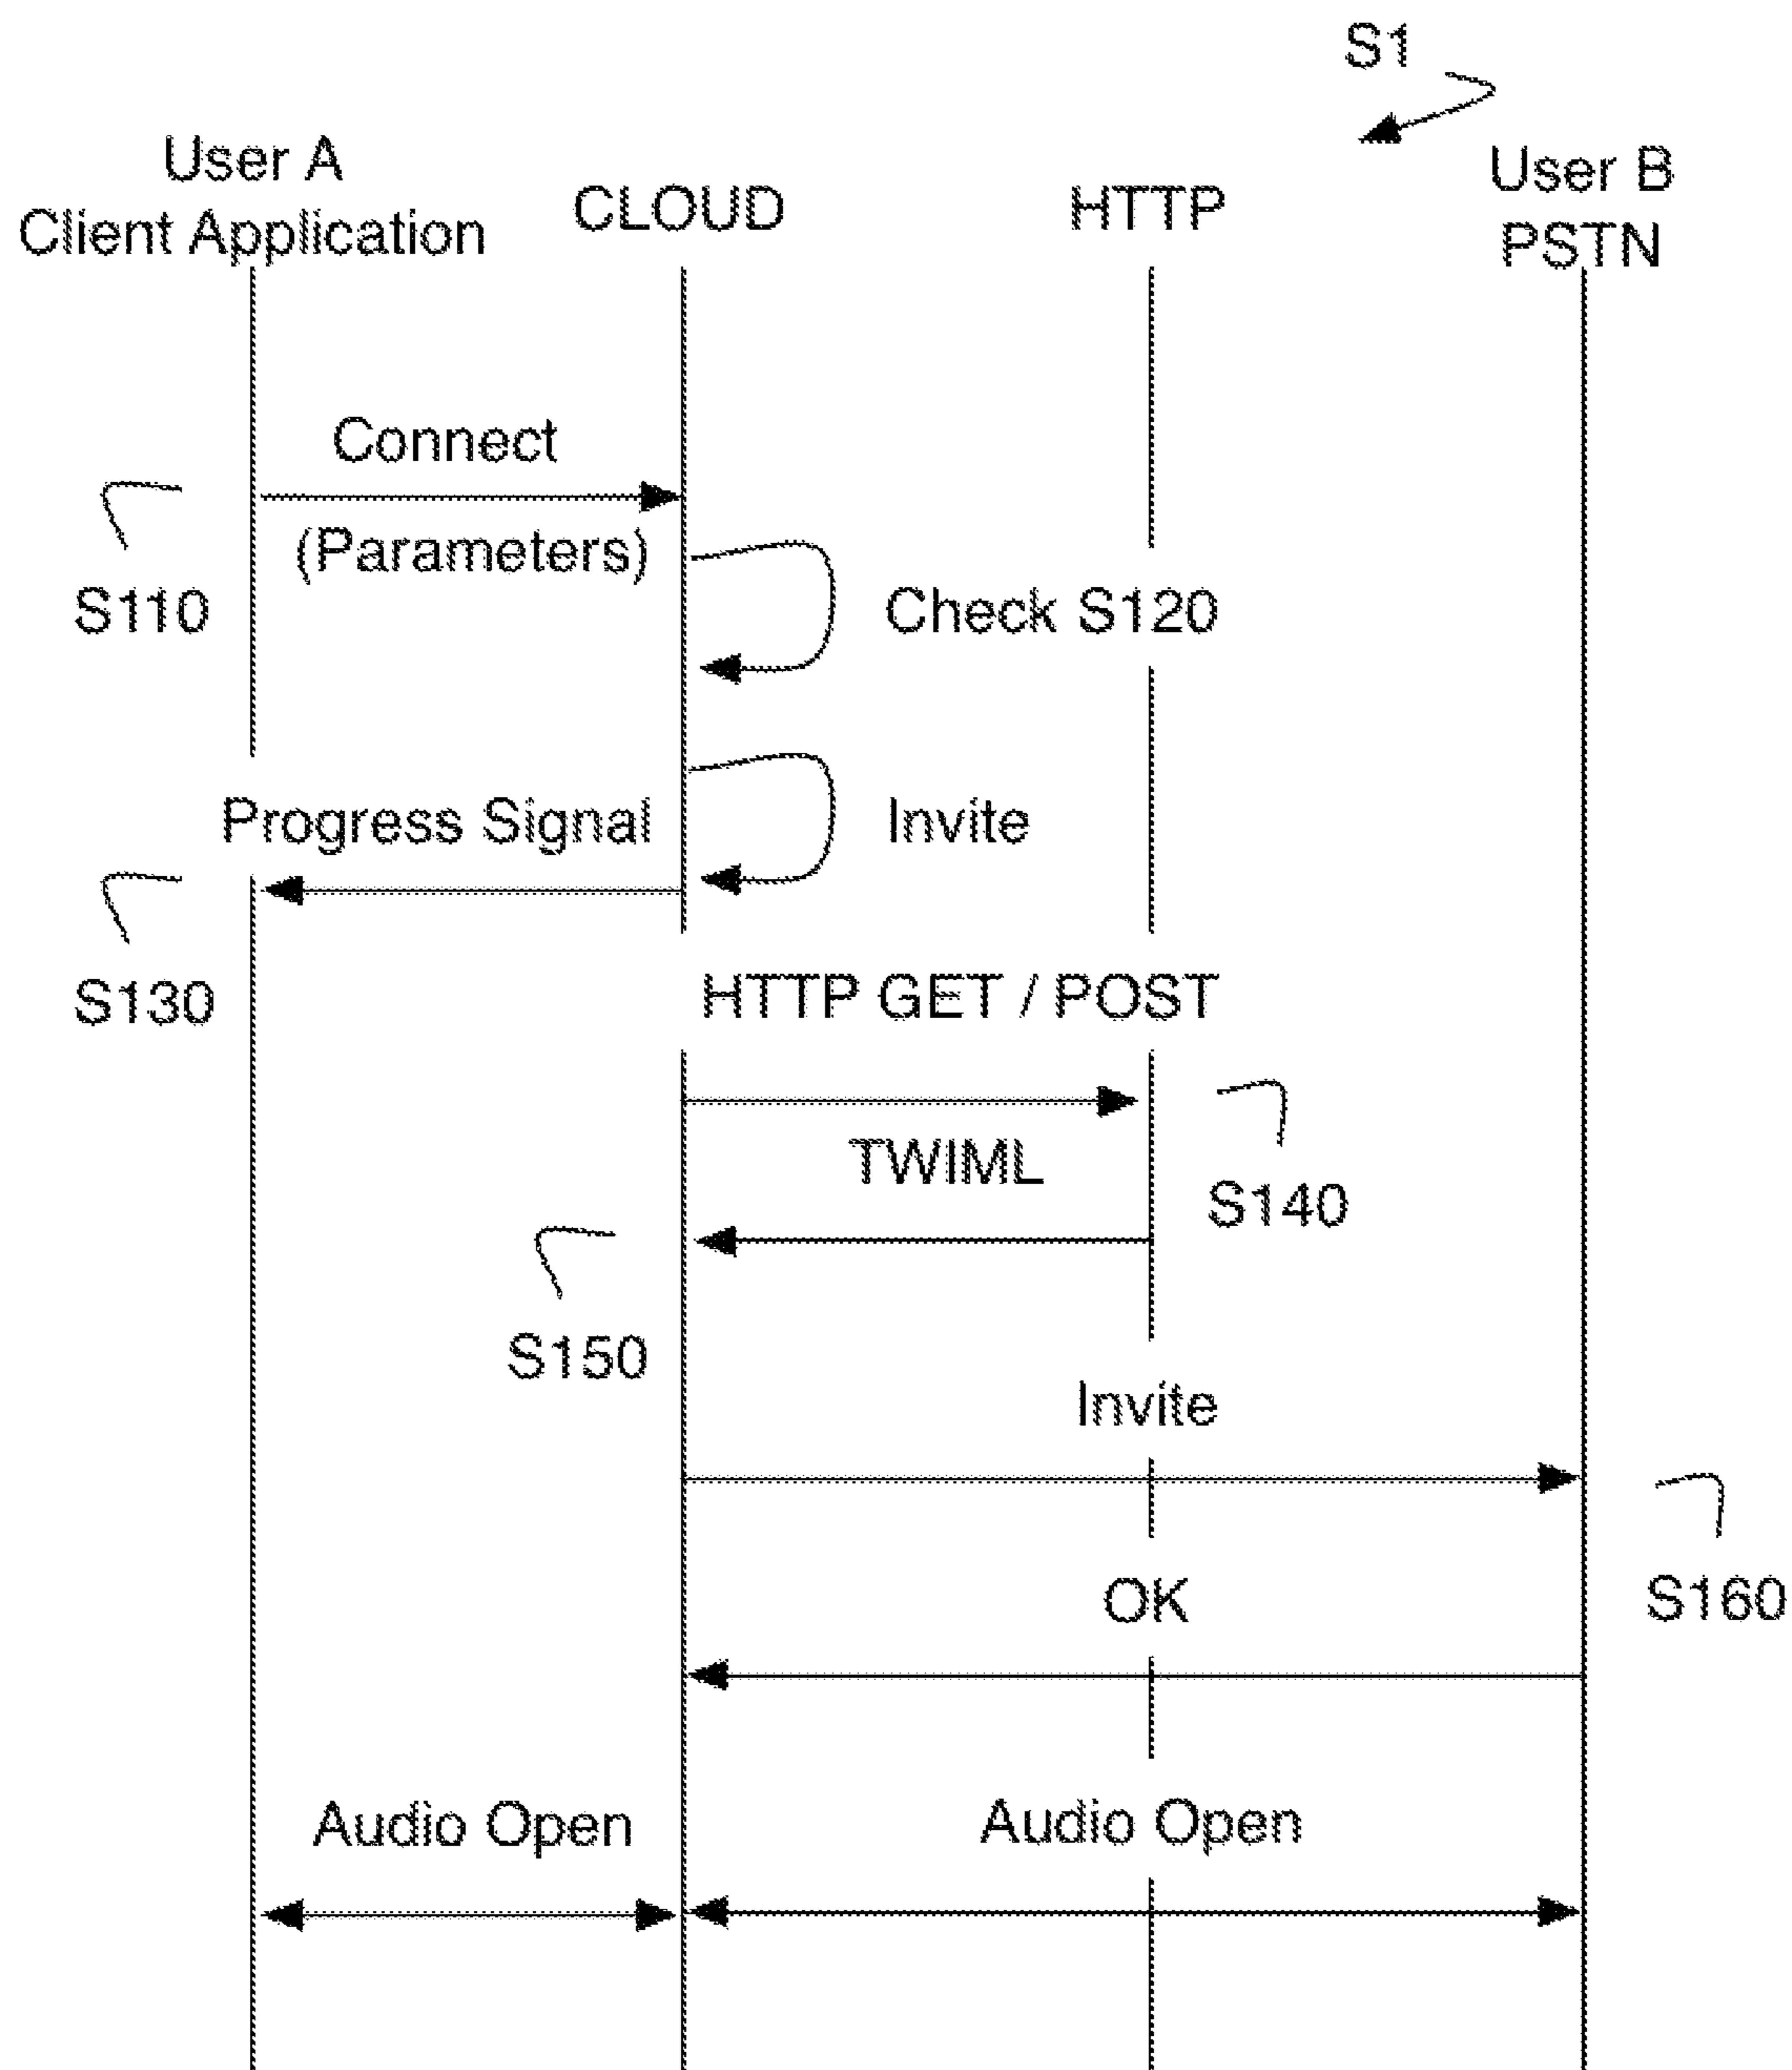 S1
User A
Client Application
CLOUD
HTTP
User B
PSTN
Connect
(Parameters)
S110
Check S120
Progress Signal
Invite
S130
HTTP GET / POST
TWIML
S140
S150
Invite
OK
S160
Audio Open
Audio Open